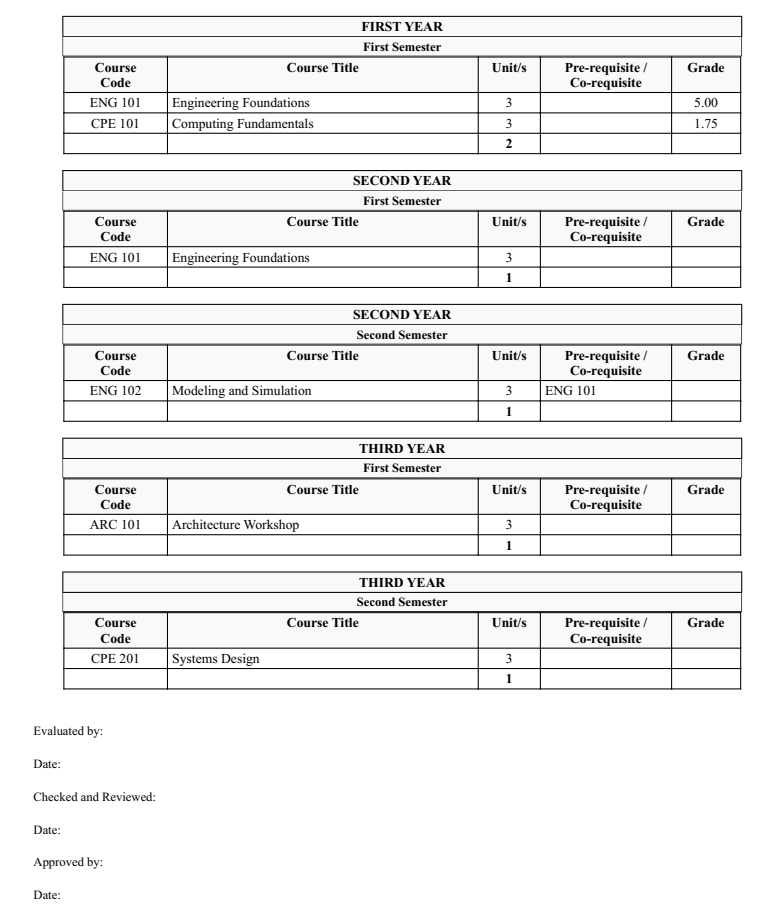 FIRST YEAR
First Semester
Course Code Course Title Unit/s Pre-requisite / Co-requisite Grade
ENG 101 Engineering Foundations 3 5.00
CPE 101 Computing Fundamentals 3 1.75
2
SECOND YEAR
First Semester
Course Code Course Title Unit/s Pre-requisite / Co-requisite Grade
ENG 101 Engineering Foundations 3
1
SECOND YEAR
Second Semester
Course Code Course Title Unit/s Pre-requisite / Co-requisite Grade
ENG 102 Modeling and Simulation 3 ENG 101
1
THIRD YEAR
First Semester
Course Code Course Title Unit/s Pre-requisite / Co-requisite Grade
ARC 101 Architecture Workshop 3
1
THIRD YEAR
Second Semester
Course Code Course Title Unit/s Pre-requisite / Co-requisite Grade
CPE 201 Systems Design 3
1
Evaluated by:
Date:
Checked and Reviewed:
Date:
Approved by:
Date: